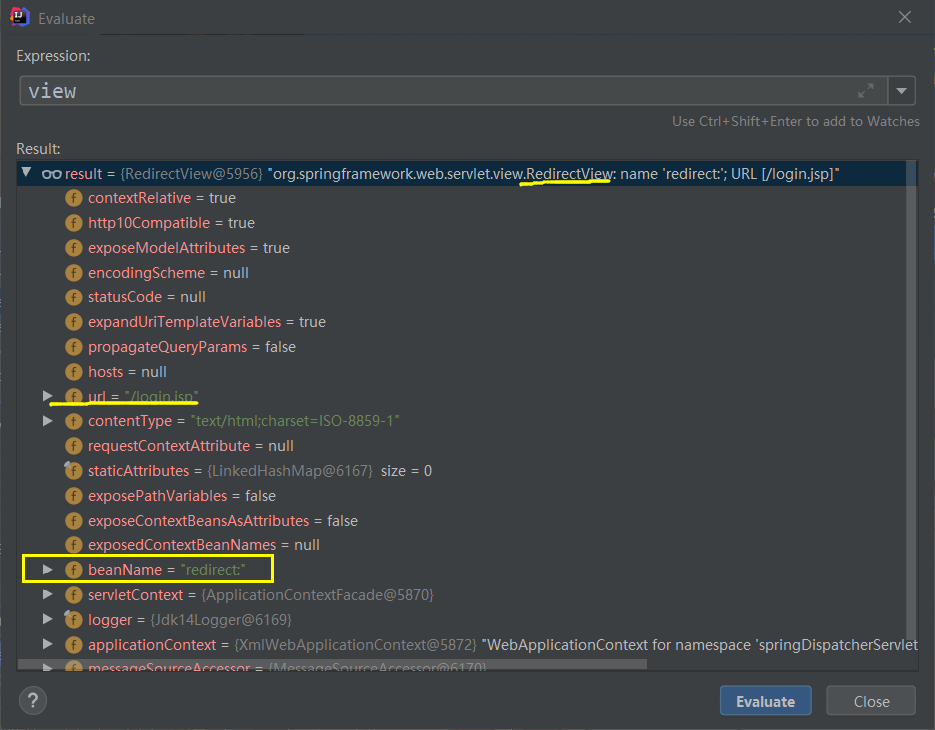 Evaluate
Expression:
view
Use Ctrl+Shift+Enter to add to Watches
Result:
result = {RedirectView@5956} "org.springframework.web.servlet.view.RedirectView: name 'redirect:'; URL [/login.jsp]"
f contextRelative = true
f http10Compatible = true
f exposeModelAttributes = true
f encodingScheme = null
f statusCode = null
f expandUriTemplateVariables = true
f propagateQueryParams = false
f hosts = null
f url = "/login.jsp"
f contentType = "text/html;charset=ISO-8859-1"
f requestContextAttribute = null
f staticAttributes = {LinkedHashMap@6167} size = 0
f exposePathVariables = false
f exposeContextBeansAsAttributes = false
f exposedContextBeanNames = null
f beanName = "redirect:"
f servletContext = {ApplicationContextFacade@5870}
f logger = {Jdk14Logger@6169}
f applicationContext = {XmlWebApplicationContext@5872} "WebApplicationContext for namespace 'springDispatcherServlet
f messageSourceAccessor = {MessageSourceAccessor@6170}
? Evaluate Close